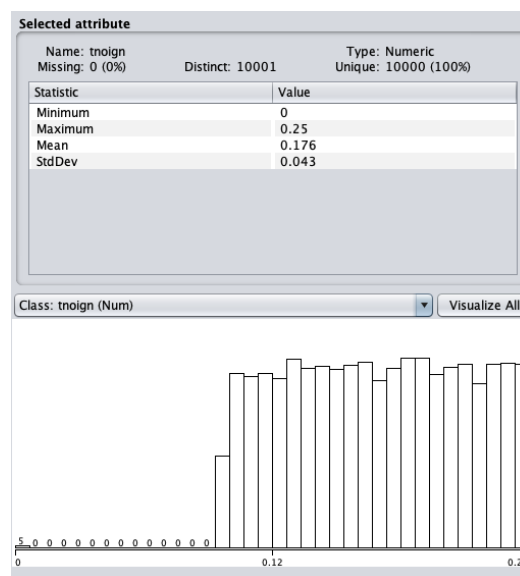 Selected attribute
Name: tnoign Type: Numeric
Missing: 0 (0%) Distinct: 10001 Unique: 10000 (100%)
Statistic Value
Minimum 0
Maximum 0.25
Mean 0.176
StdDev 0.043
Class: tnoign (Num) Visualize All
5 0 0 0 0 0 0 0 0 0 0 0 0 0
0 0.12 0.2